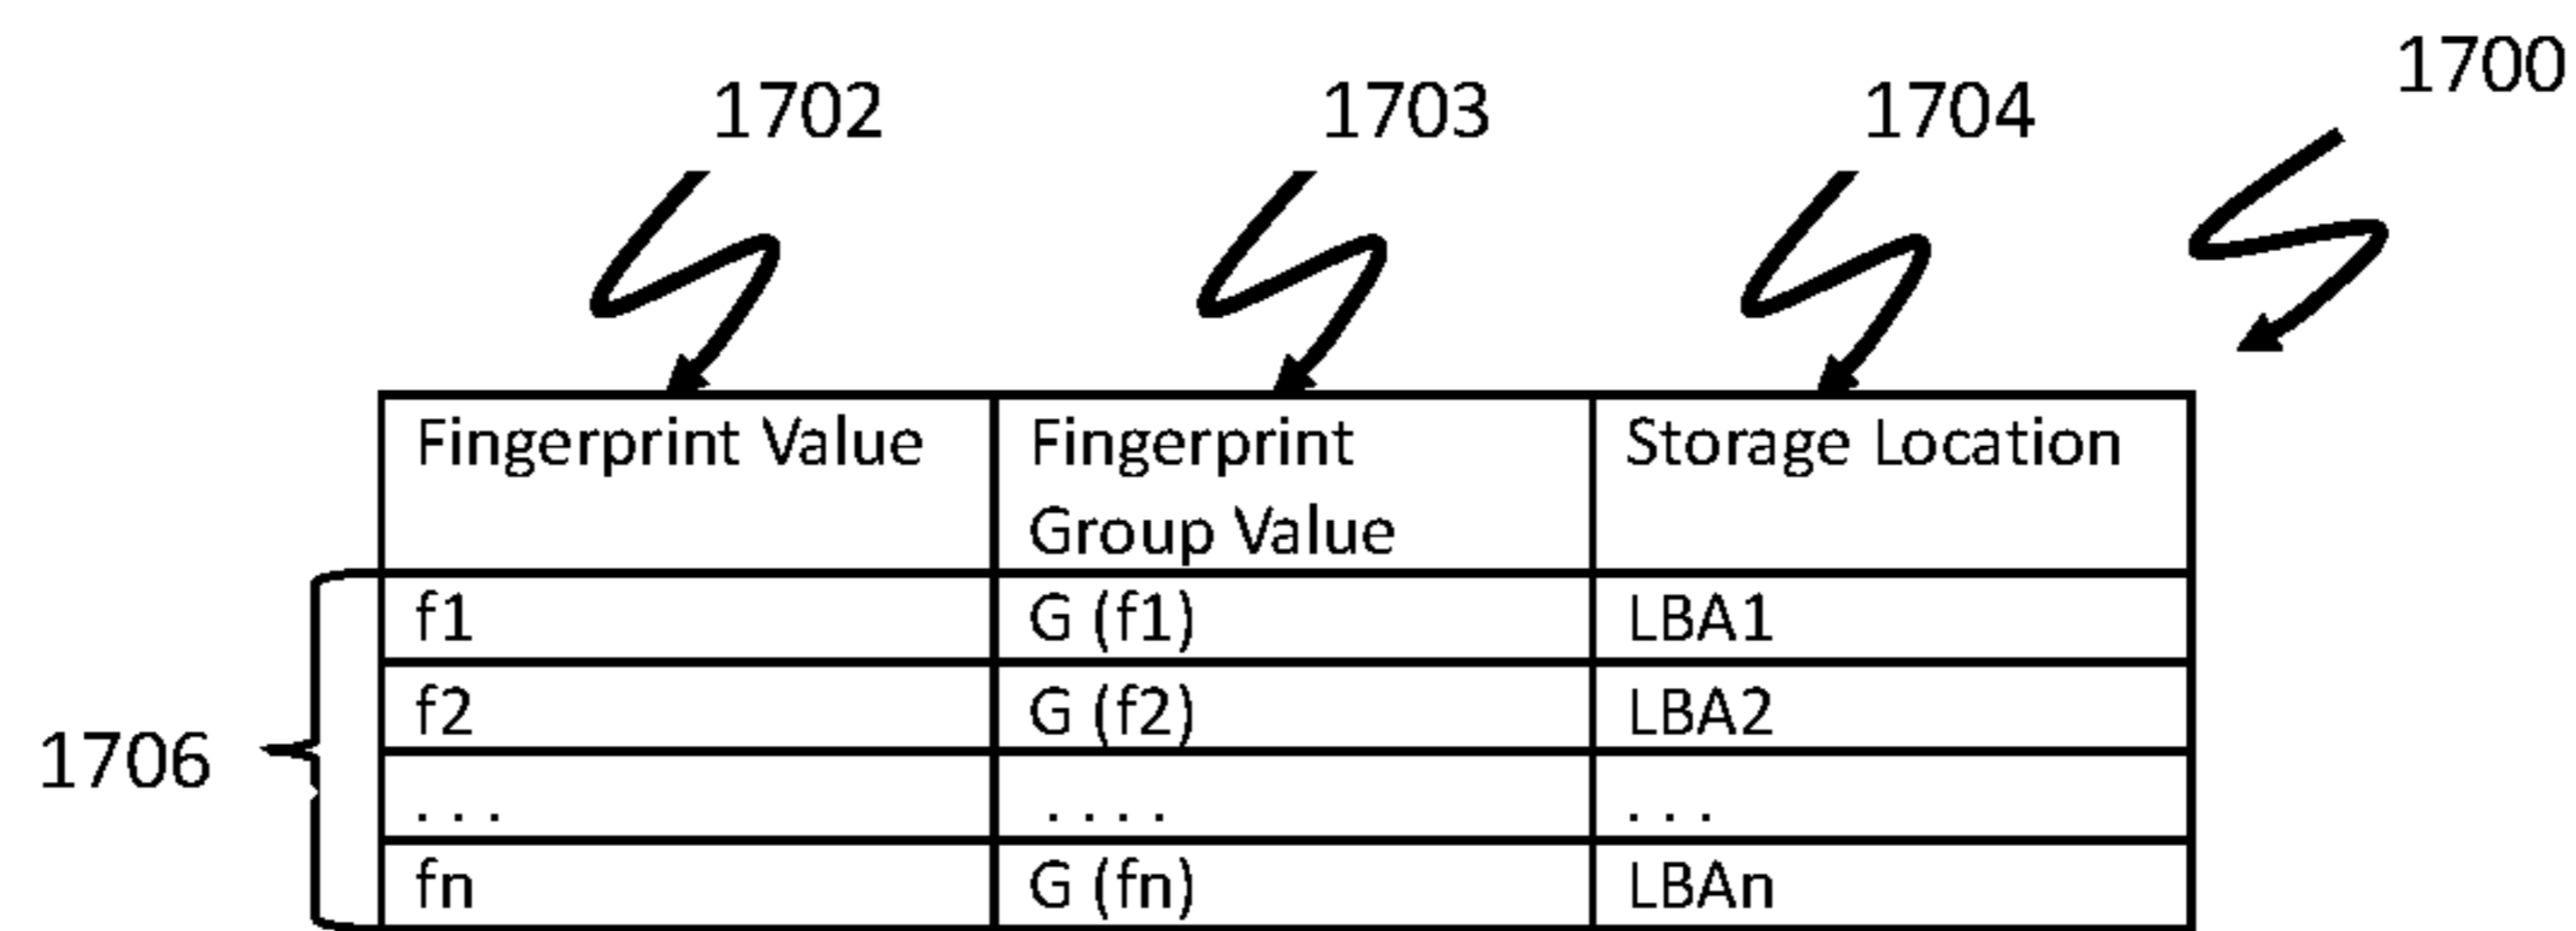 1700
1702 1703 1704
Fingerprint Value Fingerprint Group Value Storage Location
f1 G (f1) LBA1
f2 G (f2) LBA2
. . . . . . . . . .
1706
fn G (fn) LBAn